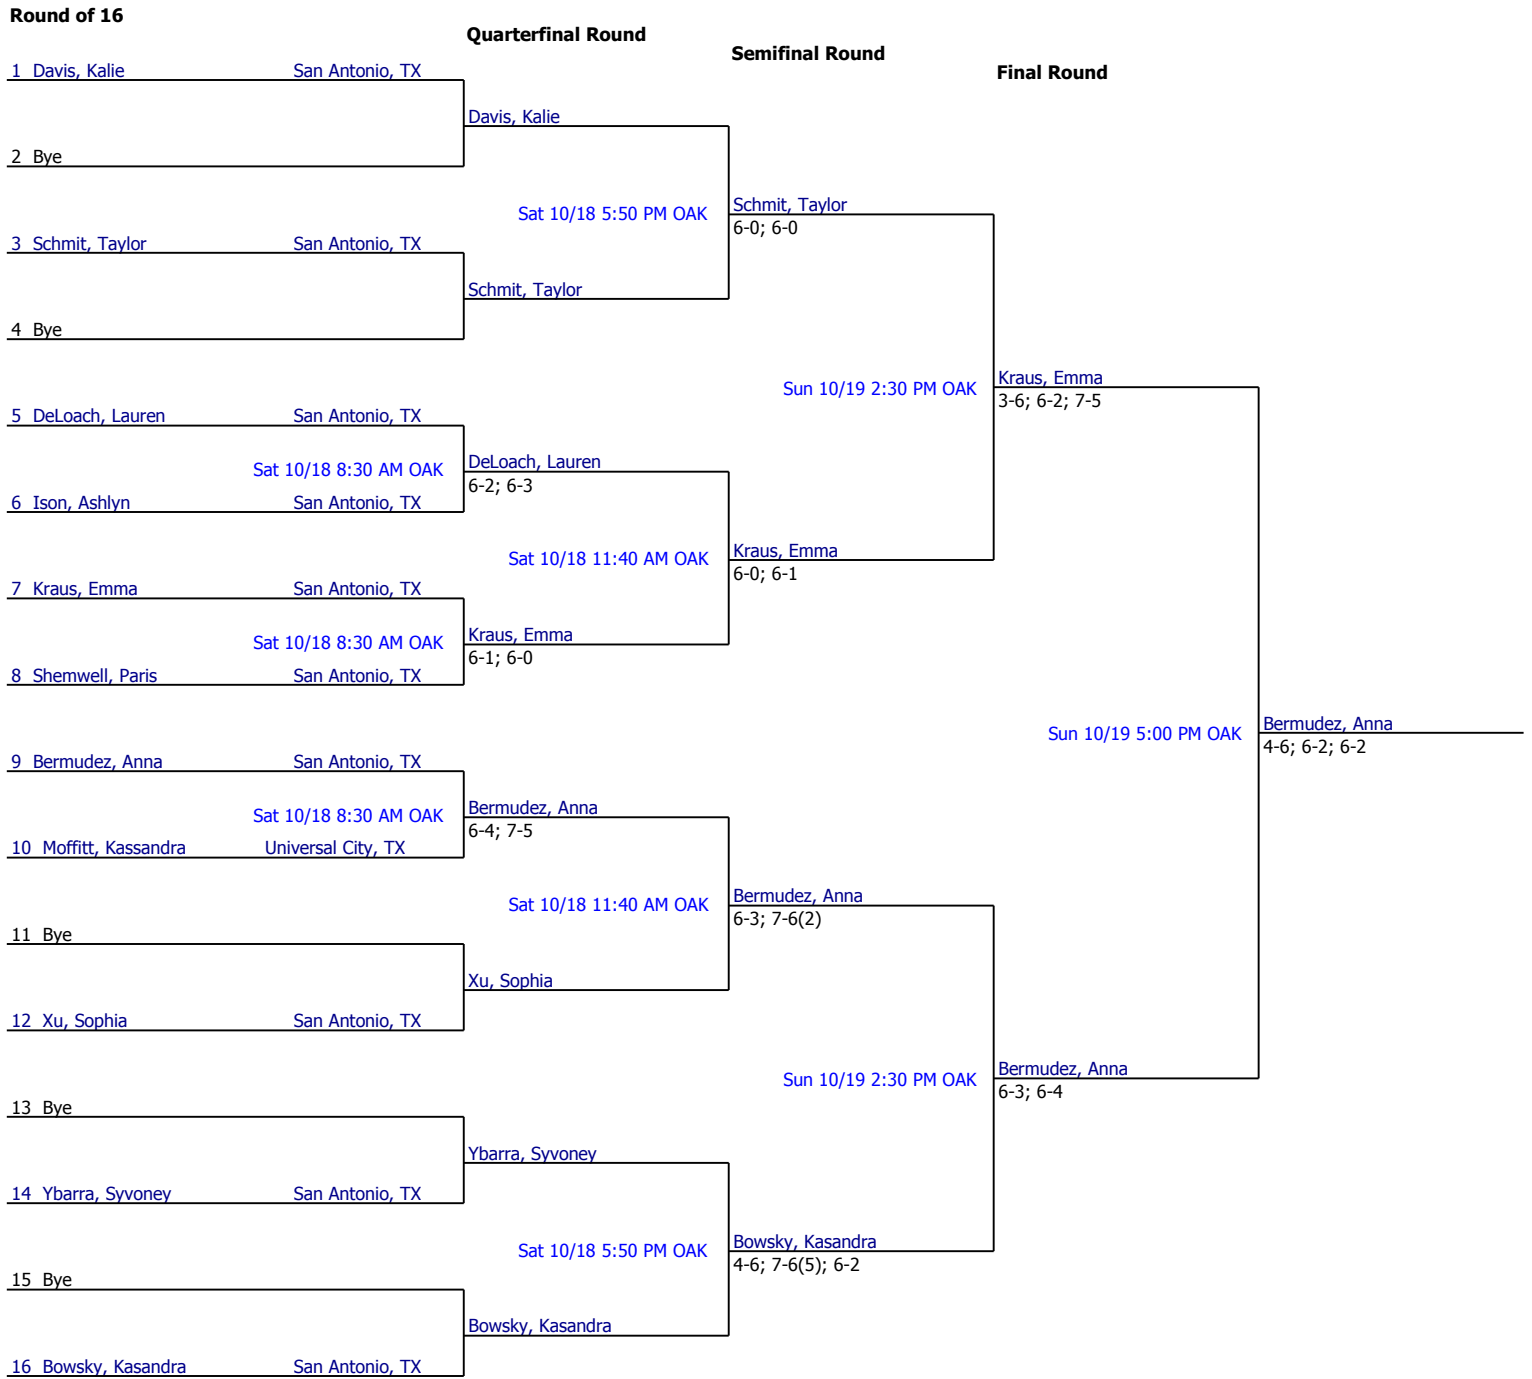 Round of 16
Quarterfinal Round
Semifinal Round
Final Round
1 Davis, Kalie San Antonio, TX
Davis, Kalie
2 Bye
Sat 10/18 5:50 PM OAK
Schmit, Taylor
6-0; 6-0
3 Schmit, Taylor San Antonio, TX
Schmit, Taylor
4 Bye
Sun 10/19 2:30 PM OAK
Kraus, Emma
3-6; 6-2; 7-5
5 DeLoach, Lauren San Antonio, TX
Sat 10/18 8:30 AM OAK
DeLoach, Lauren
6-2; 6-3
6 Ison, Ashlyn San Antonio, TX
Sat 10/18 11:40 AM OAK
Kraus, Emma
6-0; 6-1
7 Kraus, Emma San Antonio, TX
Sat 10/18 8:30 AM OAK
Kraus, Emma
6-1; 6-0
8 Shemwell, Paris San Antonio, TX
Sun 10/19 5:00 PM OAK
Bermudez, Anna
4-6; 6-2; 6-2
9 Bermudez, Anna San Antonio, TX
Sat 10/18 8:30 AM OAK
Bermudez, Anna
6-4; 7-5
10 Moffitt, Kassandra Universal City, TX
Sat 10/18 11:40 AM OAK
Bermudez, Anna
6-3; 7-6(2)
11 Bye
Xu, Sophia
12 Xu, Sophia San Antonio, TX
Sun 10/19 2:30 PM OAK
Bermudez, Anna
6-3; 6-4
13 Bye
Ybarra, Syvoney
14 Ybarra, Syvoney San Antonio, TX
Sat 10/18 5:50 PM OAK
Bowsky, Kasandra
4-6; 7-6(5); 6-2
15 Bye
Bowsky, Kasandra
16 Bowsky, Kasandra San Antonio, TX